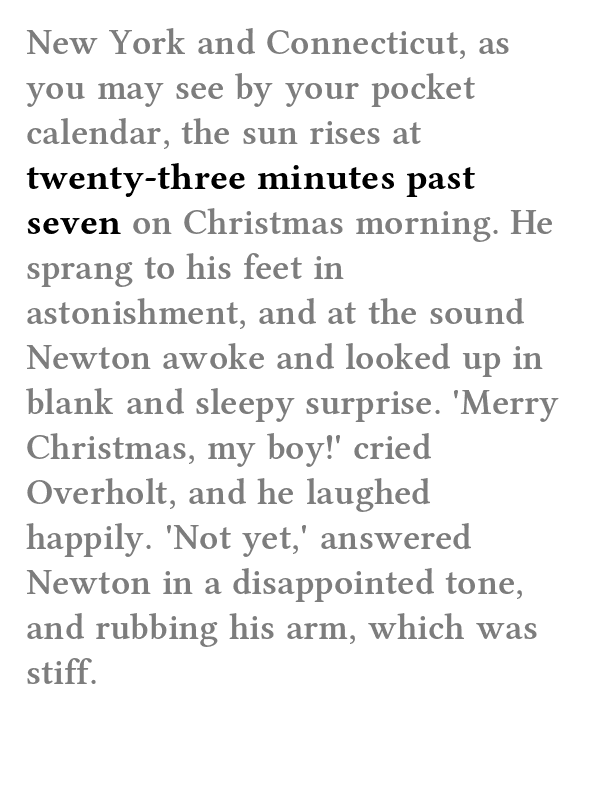 New York and Connecticut, as
you may see by your pocket
calendar, the sun rises at
twenty-three minutes past
seven on Christmas morning. He
sprang to his feet in
astonishment, and at the sound
Newton awoke and looked up in
blank and sleepy surprise. 'Merry
Christmas, my boy!' cried
Overholt, and he laughed
happily. 'Not yet,' answered
Newton in a disappointed tone,
and rubbing his arm, which was
stiff.